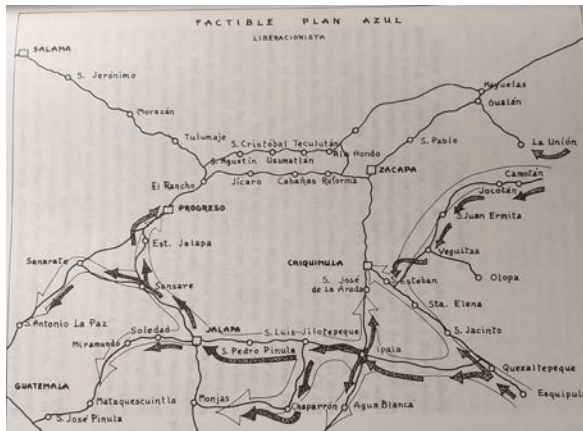 FACTIBLE PLAN AZUL
LIBERACIONISTA
SALAMA
S. Jerónimo
Morazán
Tulumaje
S. Cristóbal Teculután
S. Agustín Usumatlan
Río Hondo
Mayuelas
Gualán
S. Pablo
La Unión
ZACAPA
El Rancho
Jícaro
Cabañas
Reforma
Camotán
Jocotán
PROGRESO
S. Juan Ermita
Est. Jalapa
Veguitas
Sanarate
CHIQUIMULA
S. Esteban
Olopa
Sansare
S. José
de La Arada
Sta. Elena
S. Antonio La Paz
Soledad
JALAPA
S. Luis Jilotepeque
S. Jacinto
Miramundo
S. Pedro Pinula
Ipala
Quezaltepeque
GUATEMALA
Mataquescuintla
Monjas
Chaparrón
Agua Blanca
Esquipula
S. José Pinula